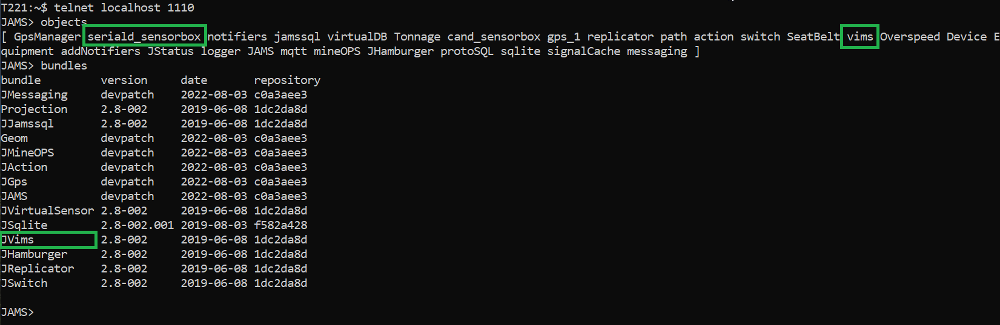 T221:~$ telnet localhost 1110
JAMS> objects
[ GpsManager seriald_sensorbox notifiers jamssql virtualDB Tonnage cand_sensorbox gps_1 replicator path action switch SeatBelt vims Overspeed Device E
quipment addNotifiers JStatus logger JAMS mqtt mineOPS JHamburger protoSQL sqlite signalCache messaging ]
JAMS> bundles
bundle version date repository
JMessaging devpatch 2022-08-03 c0a3aee3
Projection 2.8-002 2019-06-08 1dc2da8d
JJamssql 2.8-002 2019-06-08 1dc2da8d
Geom devpatch 2022-08-03 c0a3aee3
JMineOPS devpatch 2022-08-03 c0a3aee3
JAction devpatch 2022-08-03 c0a3aee3
JGps devpatch 2022-08-03 c0a3aee3
JAMS devpatch 2022-08-03 c0a3aee3
JVirtualSensor 2.8-002 2019-06-08 1dc2da8d
JSqlite 2.8-002.001 2019-08-03 f582a428
JVims 2.8-002 2019-06-08 1dc2da8d
JHamburger 2.8-002 2019-06-08 1dc2da8d
JReplicator 2.8-002 2019-06-08 1dc2da8d
JSwitch 2.8-002 2019-06-08 1dc2da8d
JAMS>